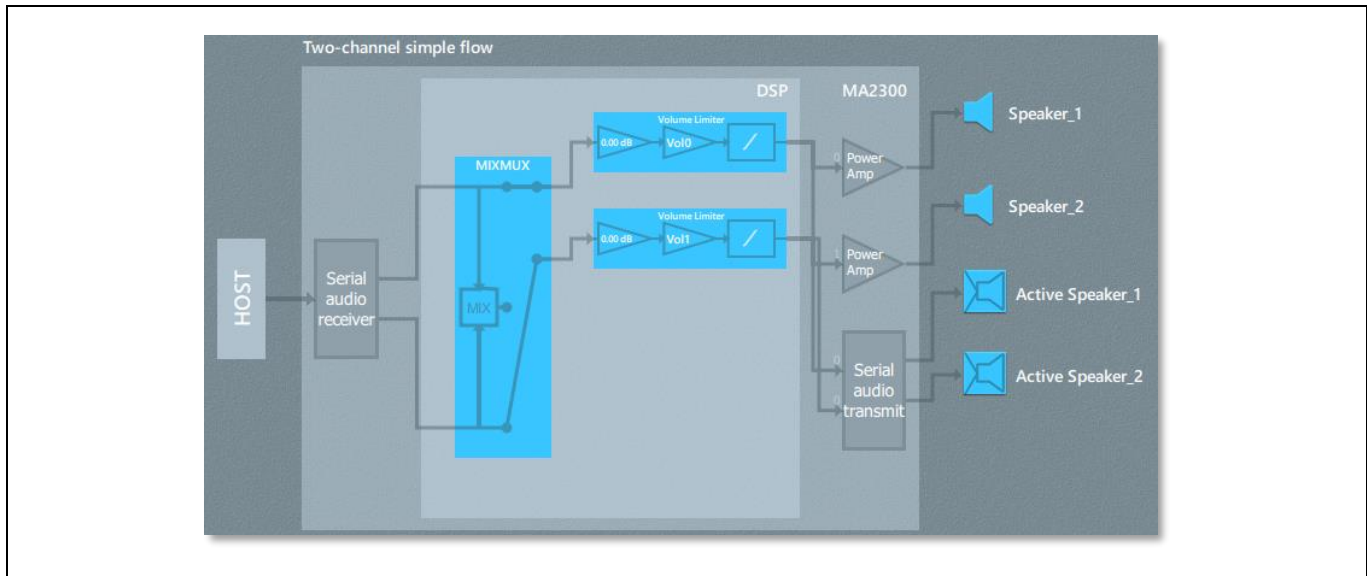 Two-channel simple flow
DSP
MA2300
Volume Limiter
0.00 dB
Vol0
0
Power
Amp
Speaker_1
MIXMUX
Volume Limiter
0.00 dB
Vol1
1
Power
Amp
Speaker_2
HOST
Serial
audio
receiver
MIX
Active Speaker_1
0
0
Serial
audio
transmit
Active Speaker_2